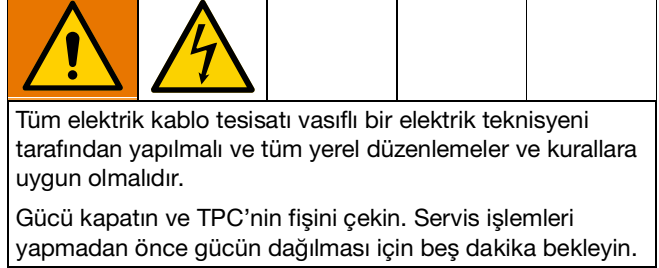 Tüm elektrik kablo tesisatı vasıflı bir elektrik teknisyeni
tarafından yapılmalı ve tüm yerel düzenlemeler ve kurallara
uygun olmalıdır.
Gücü kapatın ve TPC’nin fişini çekin. Servis işlemleri
yapmadan önce gücün dağılması için beş dakika bekleyin.